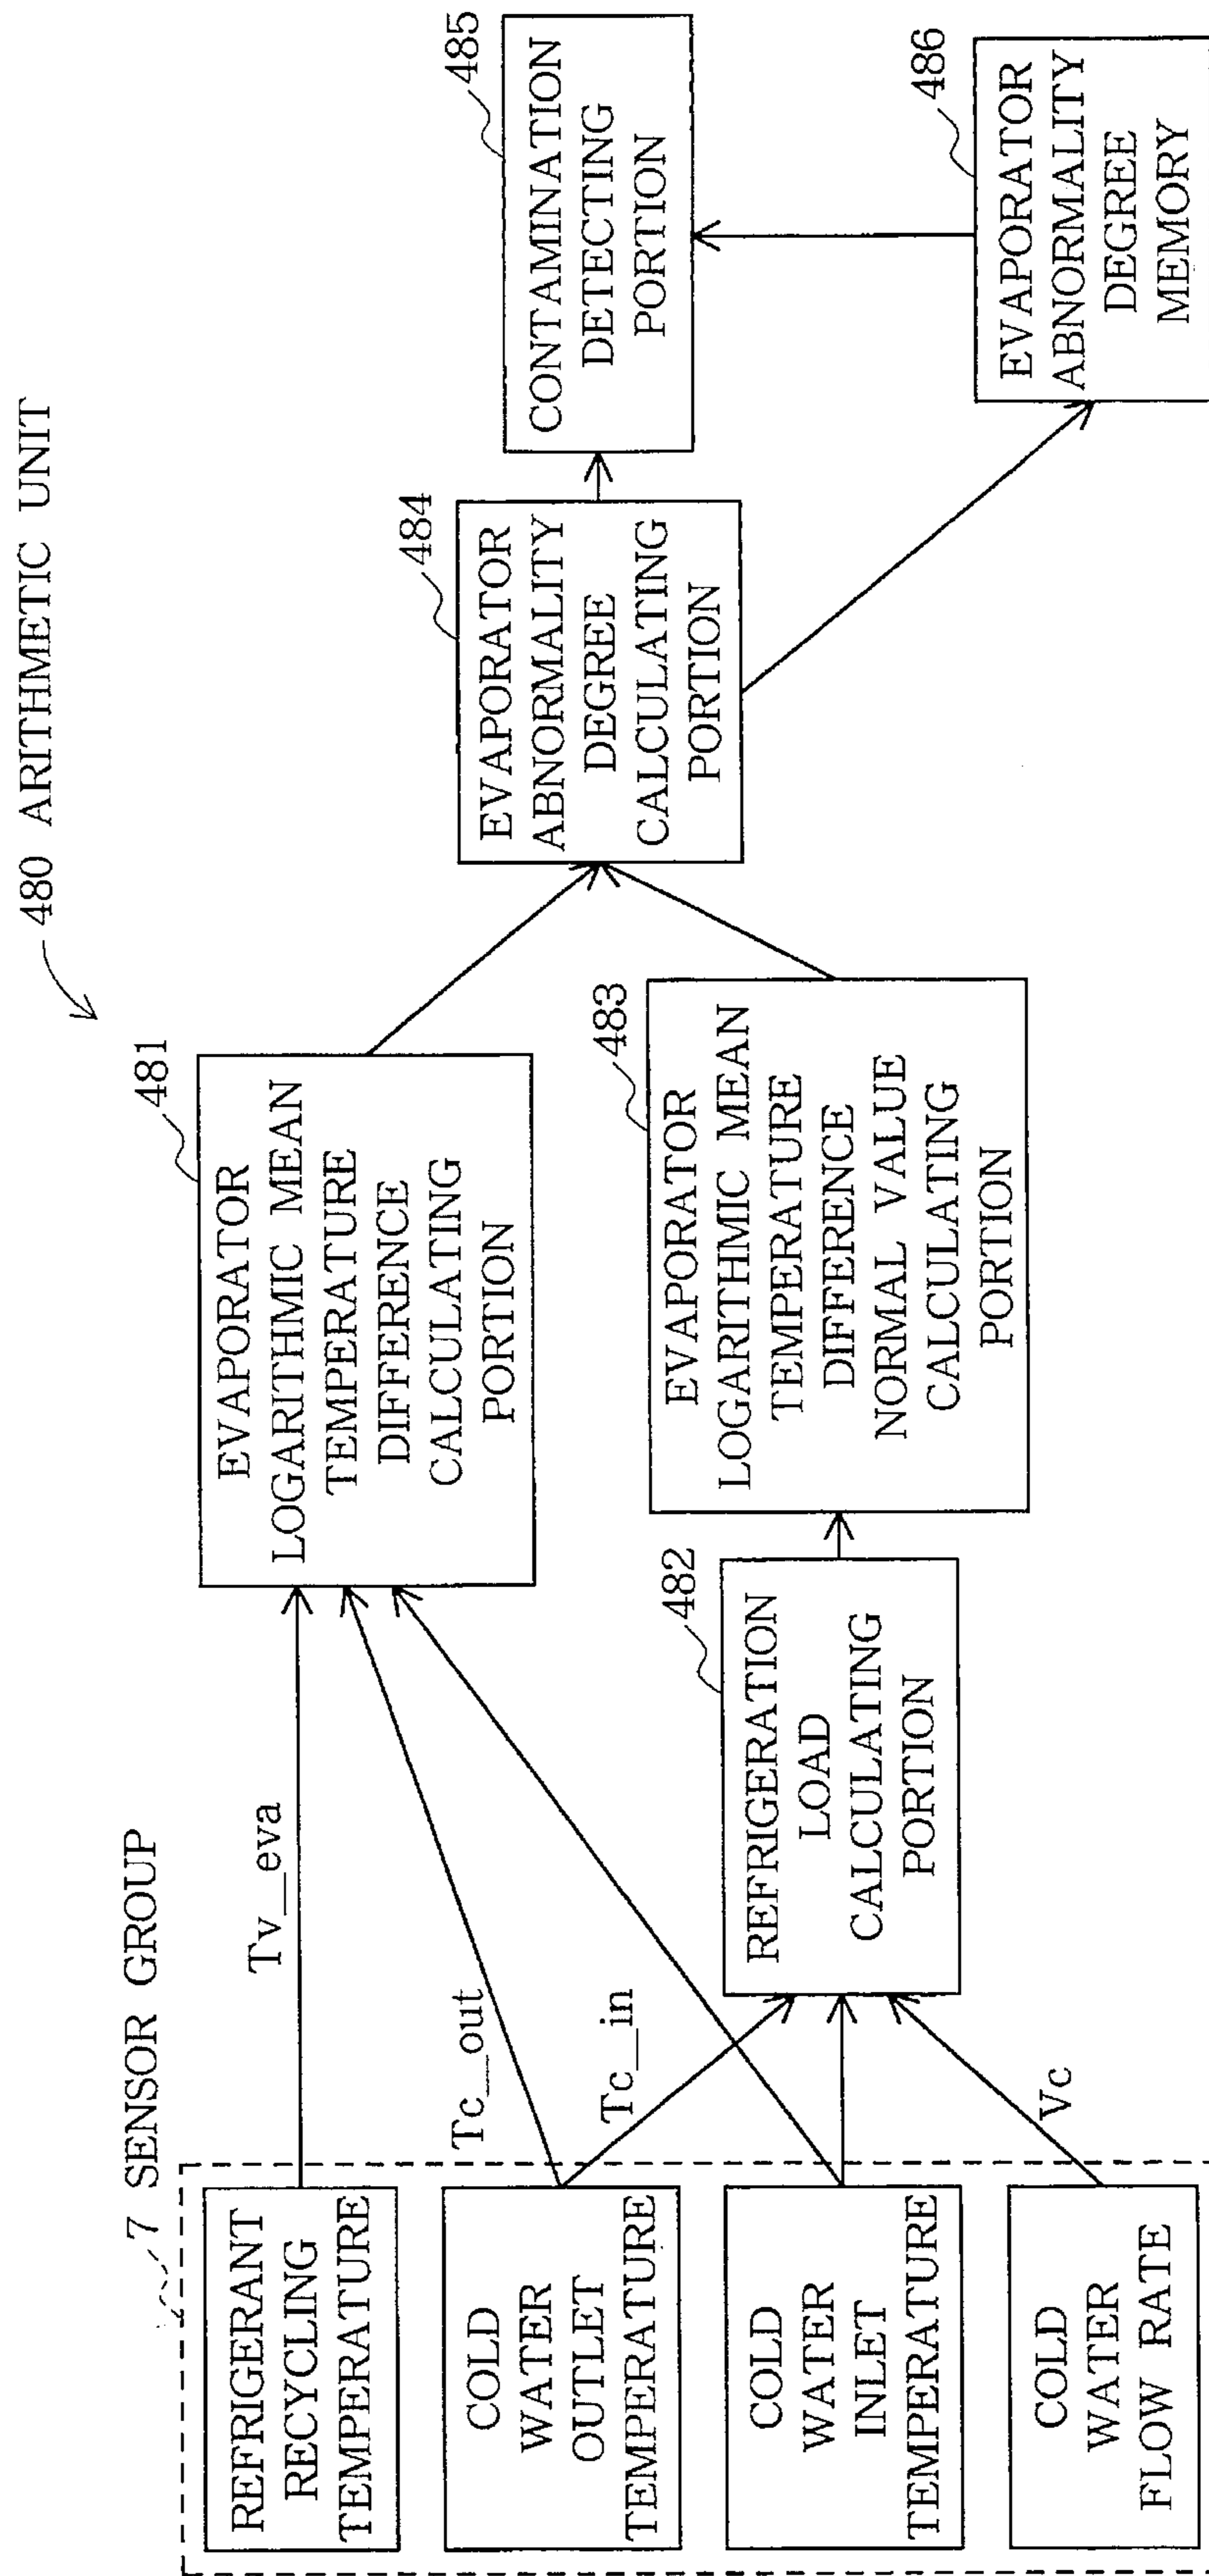 480 ARITHMETIC UNIT
7 SENSOR GROUP
REFRIGERANT
RECYCLING
TEMPERATURE
COLD
WATER
OUTLET
TEMPERATURE
COLD
WATER
INLET
TEMPERATURE
COLD
WATER
FLOW RATE
Tv_eva
Tc_out
Tc_in
Vc
481
EVAPORATOR
LOGARITHMIC MEAN
TEMPERATURE
DIFFERENCE
CALCULATING
PORTION
482
REFRIGERATION
LOAD
CALCULATING
PORTION
483
EVAPORATOR
LOGARITHMIC MEAN
TEMPERATURE
DIFFERENCE
NORMAL VALUE
CALCULATING
PORTION
484
EVAPORATOR
ABNORMALITY
DEGREE
CALCULATING
PORTION
485
CONTAMINATION
DETECTING
PORTION
486
EVAPORATOR
ABNORMALITY
DEGREE
MEMORY